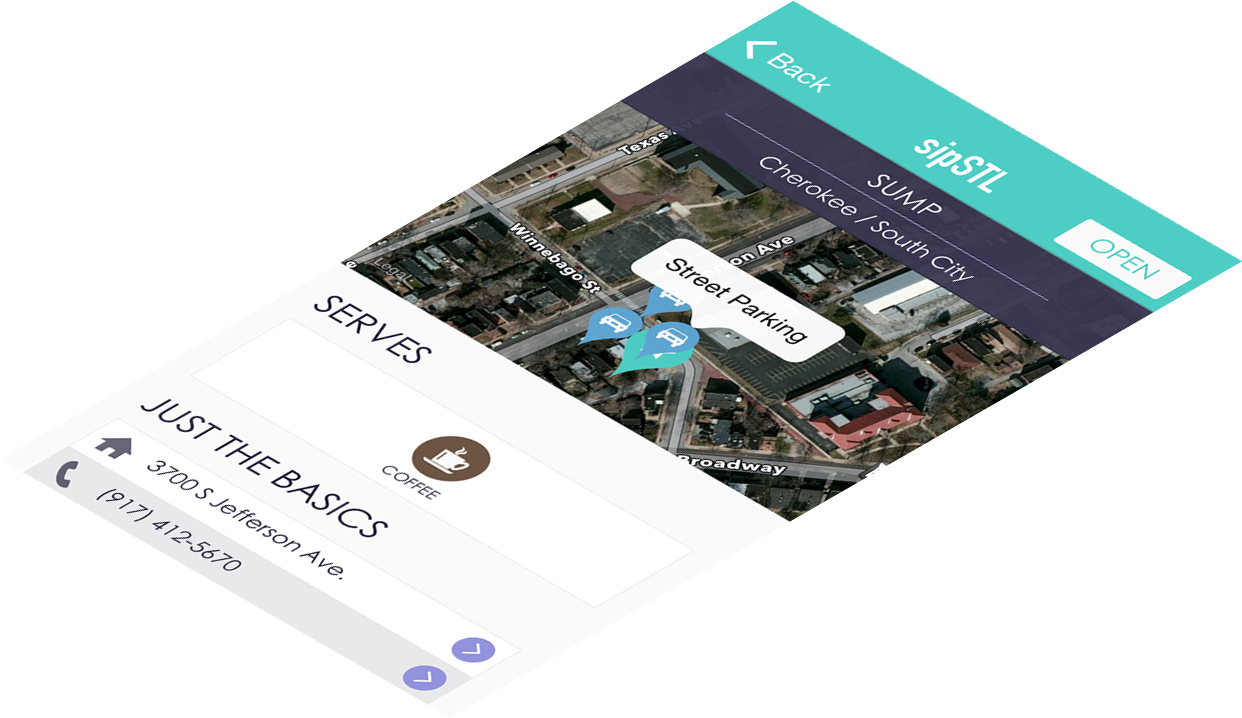 Back
sipSTL
OPEN
SUMP
Cherokee / South City
Texas Ave
Winnebago St
on Ave
Street Parking
Broadway
Legal
SERVES
COFFEE
JUST THE BASICS
3700 S Jefferson Ave.
(917) 412-5670